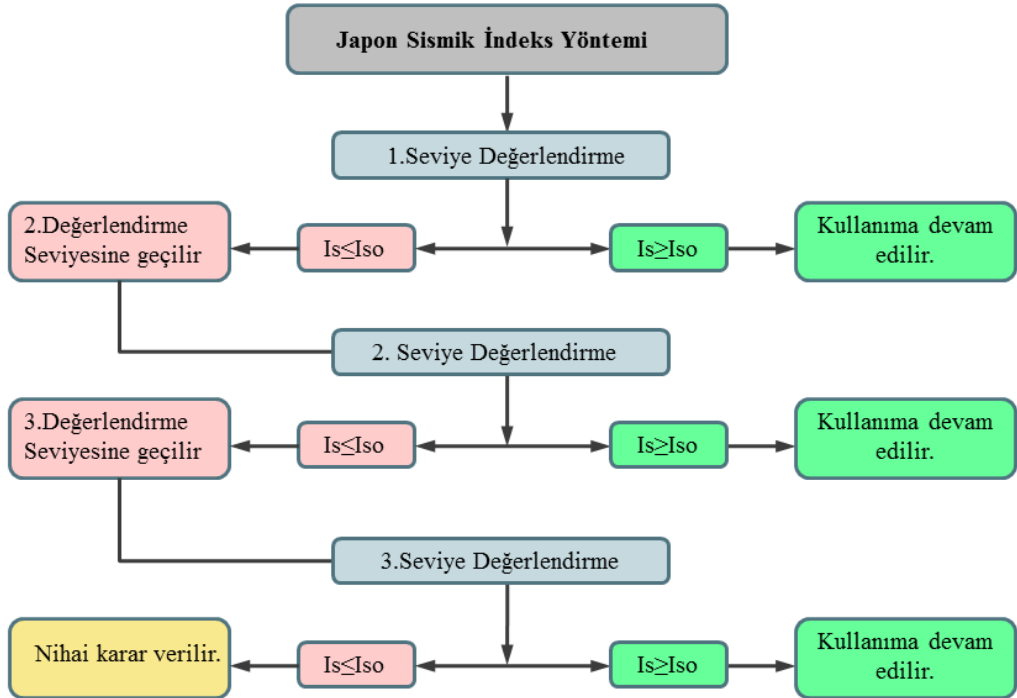 Japon Sismik İndeks Yöntemi
1.Seviye Değerlendirme
2.Değerlendirme
Seviyesine geçilir
Is≤Iso
Is≥Iso
Kullanıma devam
edilir.
2. Seviye Değerlendirme
3.Değerlendirme
Seviyesine geçilir
Is≤Iso
Is≥Iso
Kullanıma devam
edilir.
3.Seviye Değerlendirme
Nihai karar verilir.
Is≤Iso
Is≥Iso
Kullanıma devam
edilir.